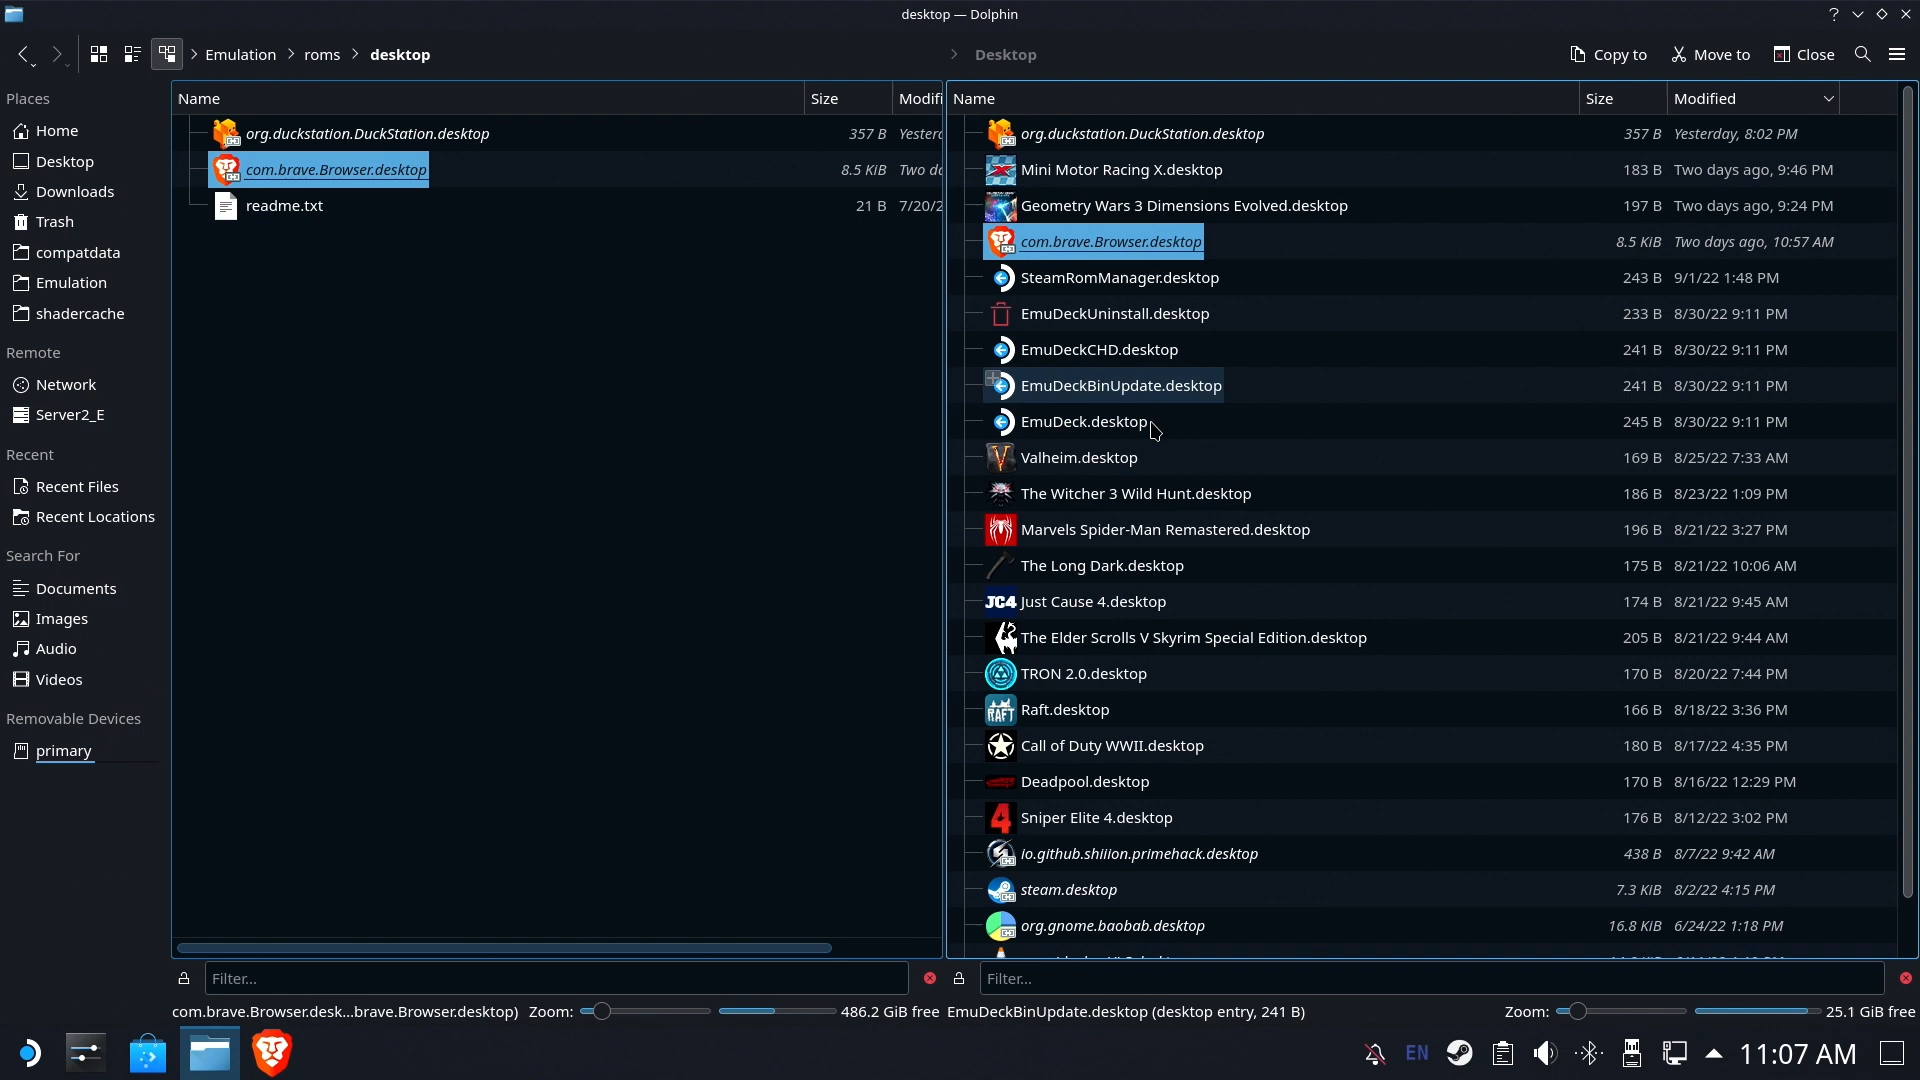 desktop — Dolphin
Emulation > roms > desktop
> Desktop
Copy to
Move to
Close
Places
Home
Desktop
Downloads
Trash
compatdata
Emulation
shadercache
Remote
Network
Server2_E
Recent
Recent Files
Recent Locations
Search For
Documents
Images
Audio
Videos
Removable Devices
primary
Name Size Modifi
org.duckstation.DuckStation.desktop 357 B Yester
com.brave.Browser.desktop 8.5 KiB Two d
readme.txt 21 B 7/20/2
Name Size Modified
org.duckstation.DuckStation.desktop 357 B Yesterday, 8:02 PM
Mini Motor Racing X.desktop 183 B Two days ago, 9:46 PM
Geometry Wars 3 Dimensions Evolved.desktop 197 B Two days ago, 9:24 PM
com.brave.Browser.desktop 8.5 KiB Two days ago, 10:57 AM
SteamRomManager.desktop 243 B 9/1/22 1:48 PM
EmuDeckUninstall.desktop 233 B 8/30/22 9:11 PM
EmuDeckCHD.desktop 241 B 8/30/22 9:11 PM
EmuDeckBinUpdate.desktop 241 B 8/30/22 9:11 PM
EmuDeck.desktop 245 B 8/30/22 9:11 PM
Valheim.desktop 169 B 8/25/22 7:33 AM
The Witcher 3 Wild Hunt.desktop 186 B 8/23/22 1:09 PM
Marvels Spider-Man Remastered.desktop 196 B 8/21/22 3:27 PM
The Long Dark.desktop 175 B 8/21/22 10:06 AM
JC4 Just Cause 4.desktop 174 B 8/21/22 9:45 AM
The Elder Scrolls V Skyrim Special Edition.desktop 205 B 8/21/22 9:44 AM
TRON 2.0.desktop 170 B 8/20/22 7:44 PM
RAFT Raft.desktop 166 B 8/18/22 3:36 PM
Call of Duty WWII.desktop 180 B 8/17/22 4:35 PM
Deadpool.desktop 170 B 8/16/22 12:29 PM
4 Sniper Elite 4.desktop 176 B 8/12/22 3:02 PM
io.github.shiiion.primehack.desktop 438 B 8/7/22 9:42 AM
steam.desktop 7.3 KiB 8/2/22 4:15 PM
org.gnome.baobab.desktop 16.8 KiB 6/24/22 1:18 PM
Filter...
Filter...
com.brave.Browser.desk...brave.Browser.desktop) Zoom: 486.2 GiB free
EmuDeckBinUpdate.desktop (desktop entry, 241 B) Zoom: 25.1 GiB free
EN
11:07 AM